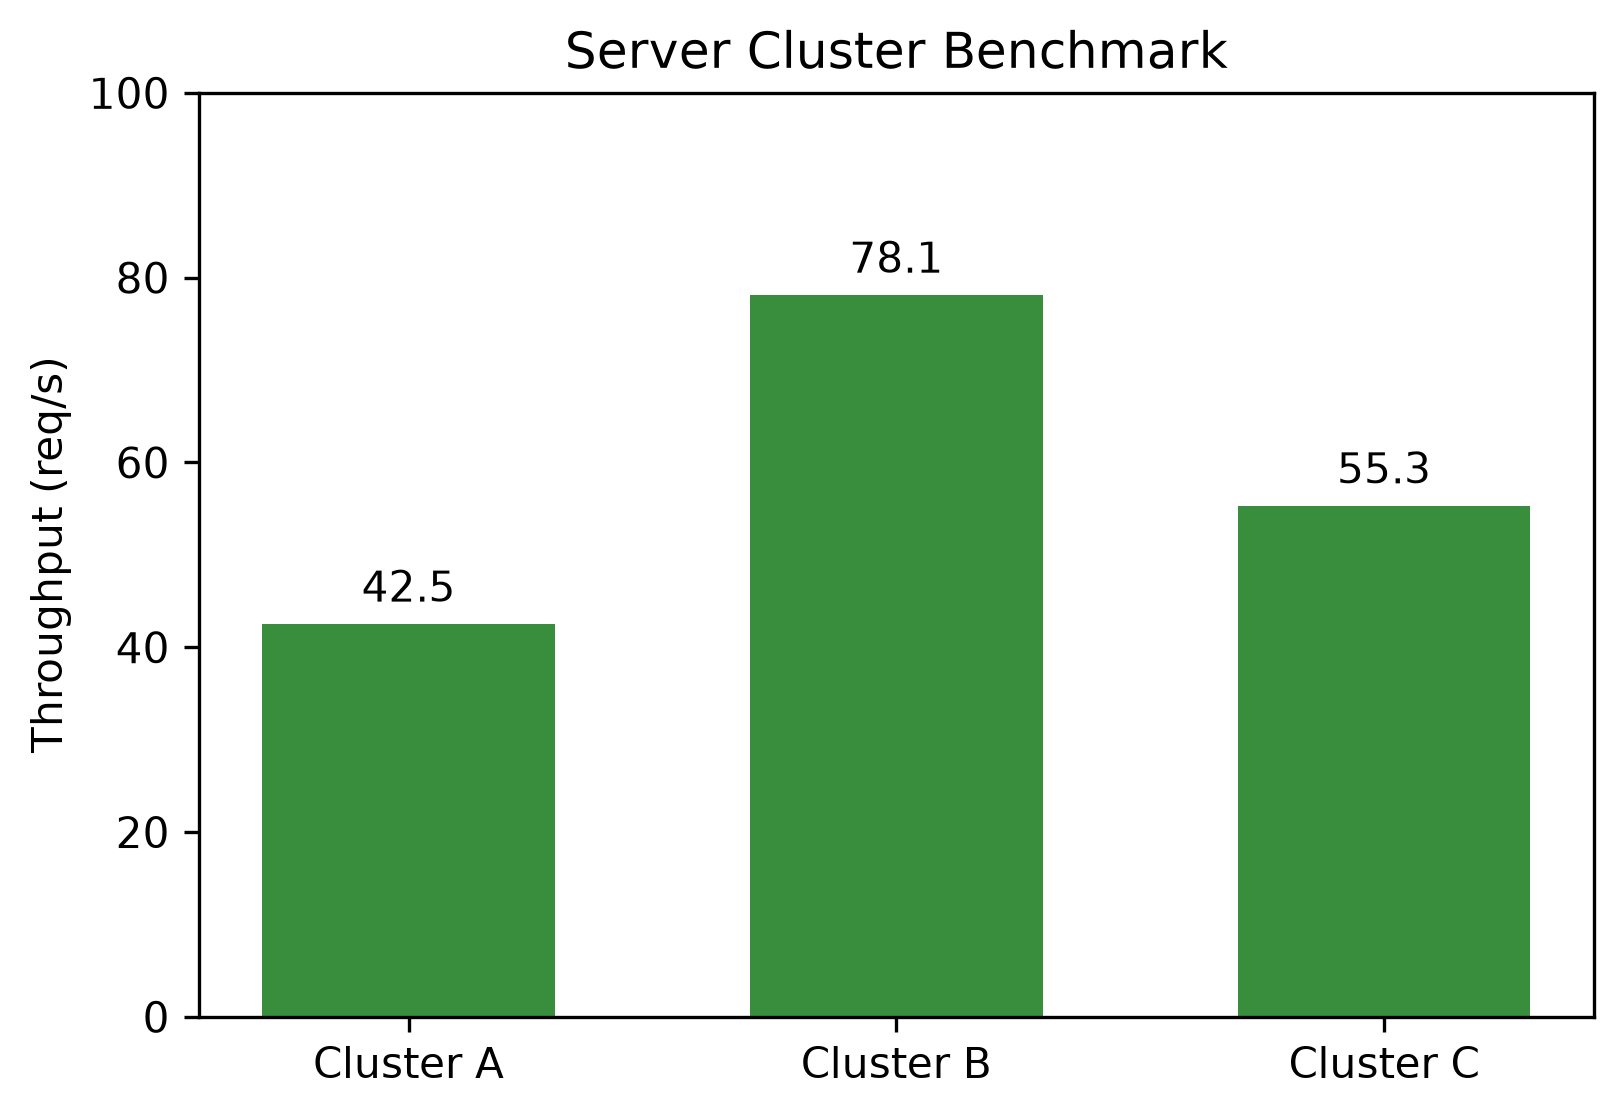 Server Cluster Benchmark
100
80
60
40
20
0
Throughput (req/s)
42.5
78.1
55.3
Cluster A
Cluster B
Cluster C